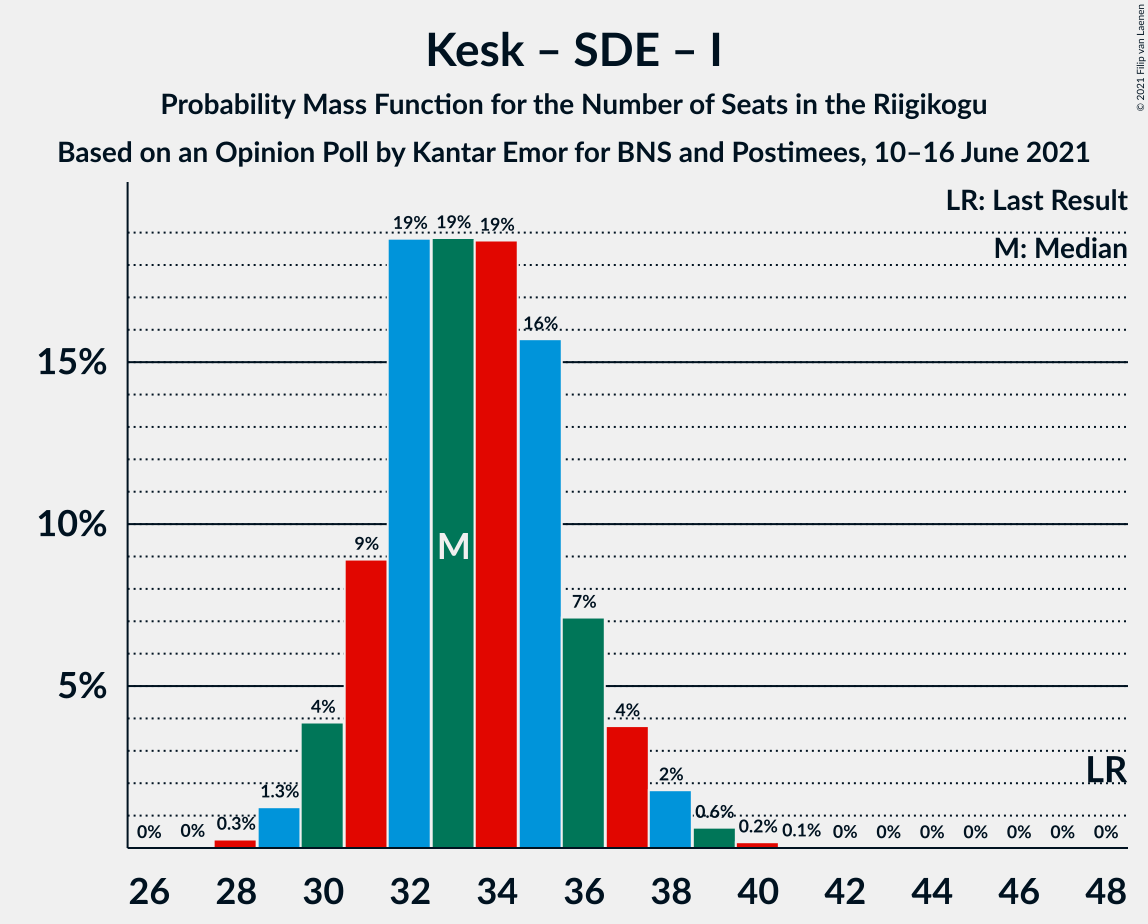 Kesk – SDE – I
Probability Mass Function for the Number of Seats in the Riigikogu
Based on an Opinion Poll by Kantar Emor for BNS and Postimees, 10–16 June 2021
© 2021 Filip van Laenen
LR: Last Result
M: Median
15%
10%
5%
0% 0% 0.3% 1.3% 4% 9% 19% 19% 19% 16% 7% 4% 2% 0.6% 0.2% 0.1% 0% 0% 0% 0% 0% 0% 0%
M
LR
26 28 30 32 34 36 38 40 42 44 46 48